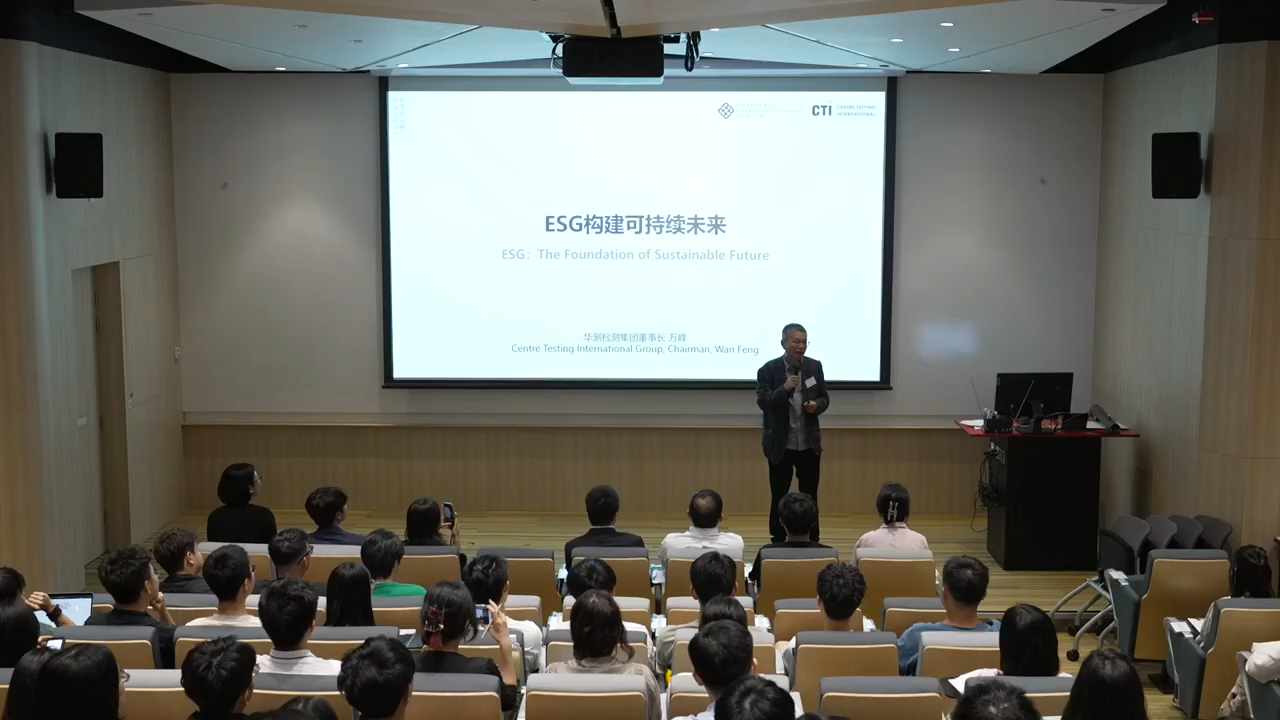 CTI
CENTRE TESTING
INTERNATIONAL
ESG构建可持续未来
ESG: The Foundation of Sustainable Future
华测检测集团董事长 万峰
Centre Testing International Group, Chairman, Wan Feng